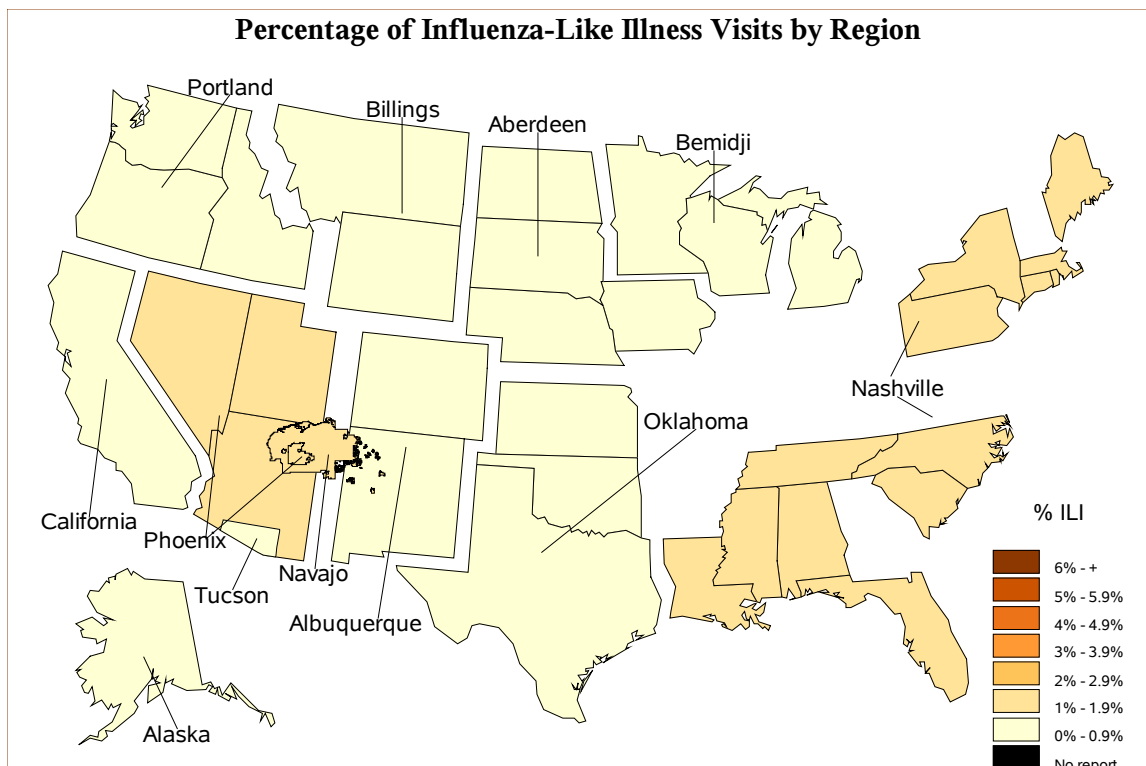 Percentage of Influenza-Like Illness Visits by Region
Portland
Billings
Aberdeen
Bemidji
Nashville
Oklahoma
California
Phoenix
Tucson
Navajo
Albuquerque
Alaska
% ILI
6% - +
5% - 5.9%
4% - 4.9%
3% - 3.9%
2% - 2.9%
1% - 1.9%
0% - 0.9%
No report